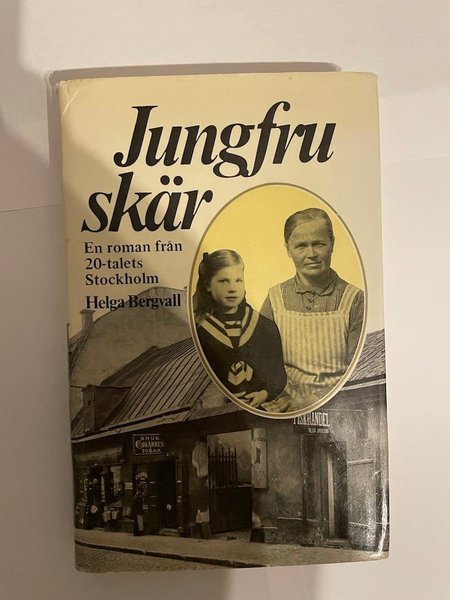 Jungfru
skär
En roman från
20-talets
Stockholm
Helga Bergvall
FISKHANDEL
SNUS
CIGARRER
TOBAK